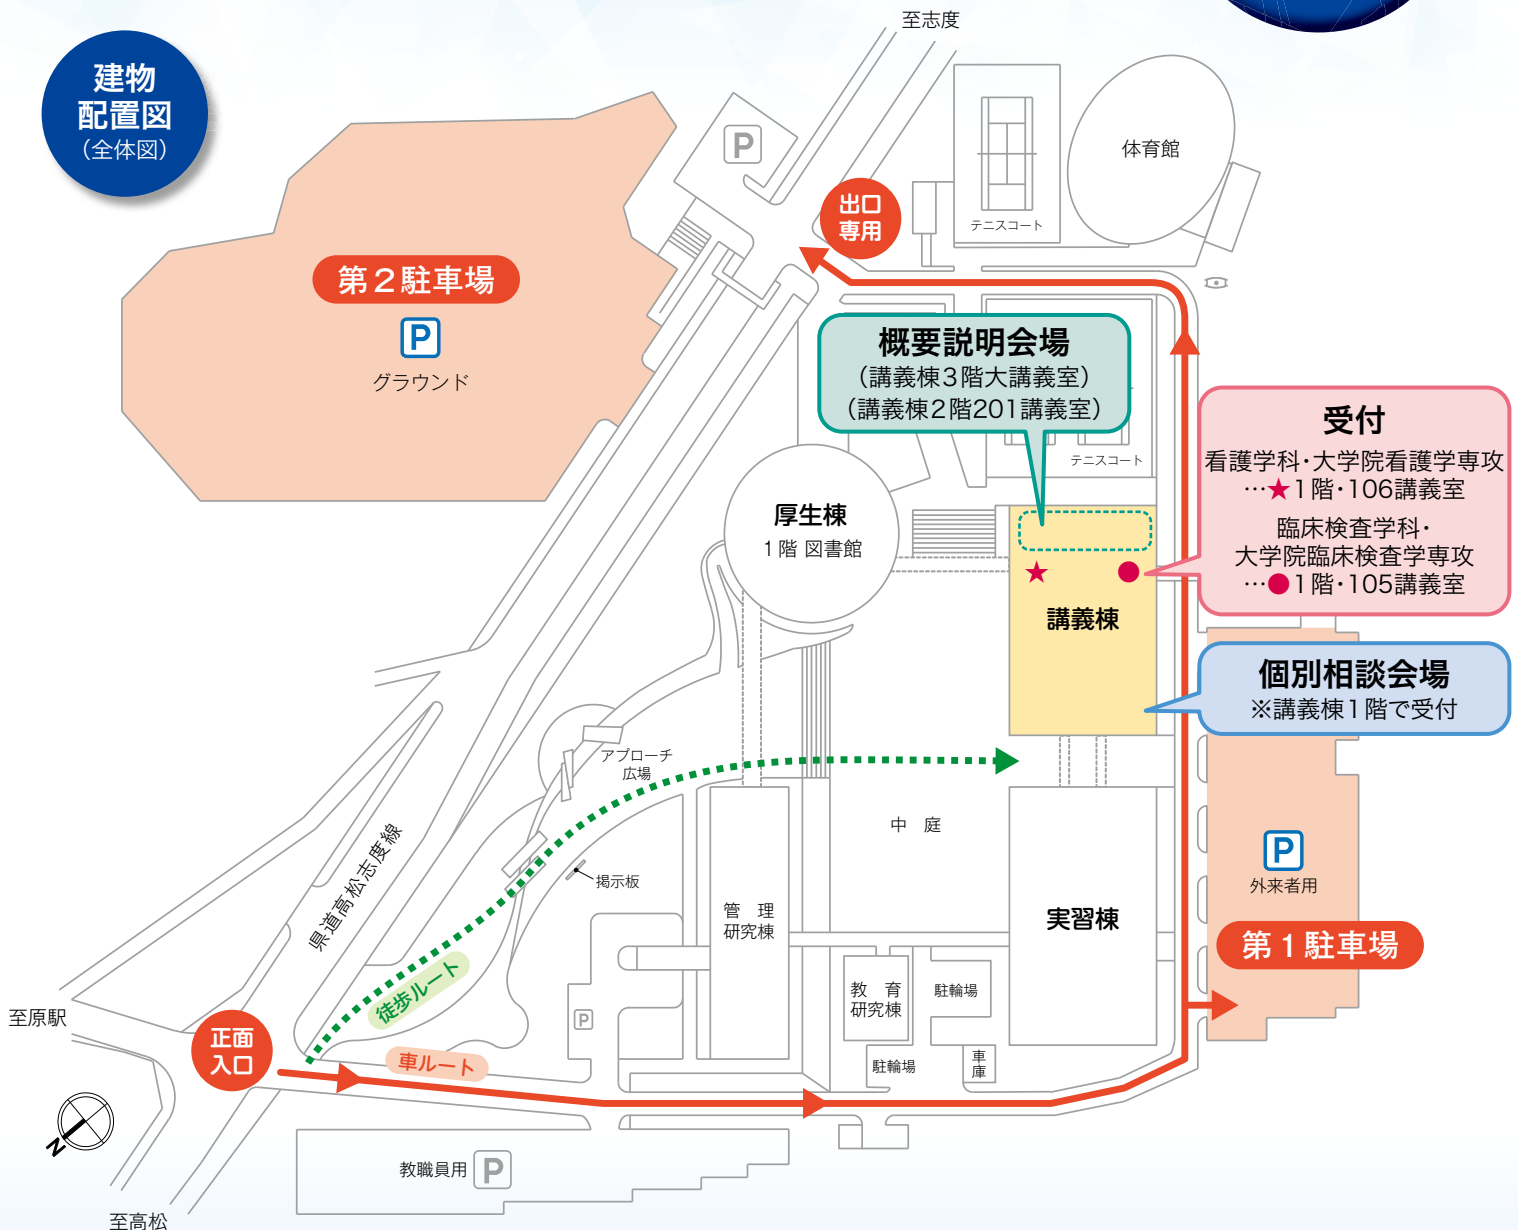 建物
配置図
（全体図）
至志度
P
体育館
テニスコート
出口
専用
第２駐車場
P
グラウンド
概要説明会場
（講義棟3階大講義室）
（講義棟2階201講義室）
テニスコート
受付
看護学科・大学院看護学専攻
…★1階・106講義室
臨床検査学科・
大学院臨床検査学専攻
…●1階・105講義室
厚生棟
1階 図書館
★ ●
講義棟
個別相談会場
※講義棟1階で受付
アプローチ
広場
中　庭
県道高松志度線
掲示板
管　理
研究棟
実習棟
P
外来者用
第１駐車場
徒歩ルート
教　育
研究棟
駐輪場
P
至原駅
正面
入口
車ルート
駐輪場
車
庫
N
教職員用 P
至高松